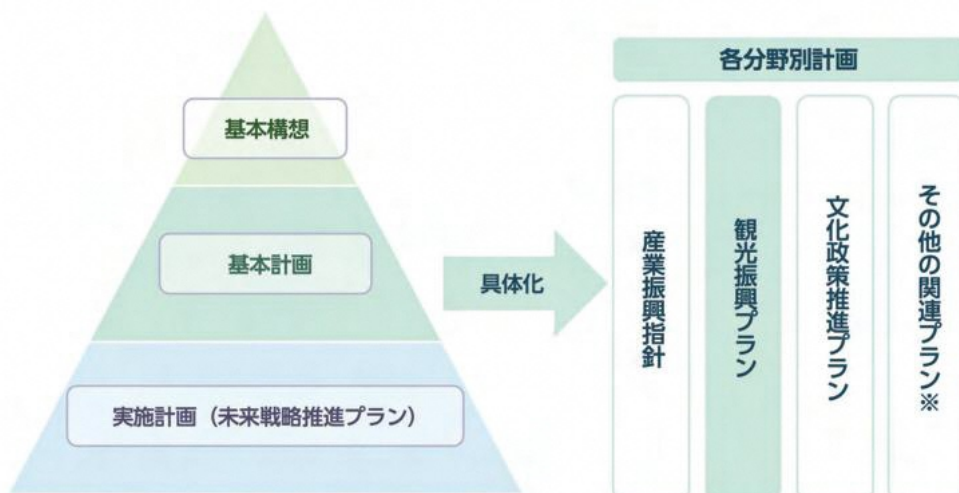 基本構想
基本計画
実施計画（未来戦略推進プラン）
具体化
各分野別計画
産業振興指針
観光振興プラン
文化政策推進プラン
その他の関連プラン※